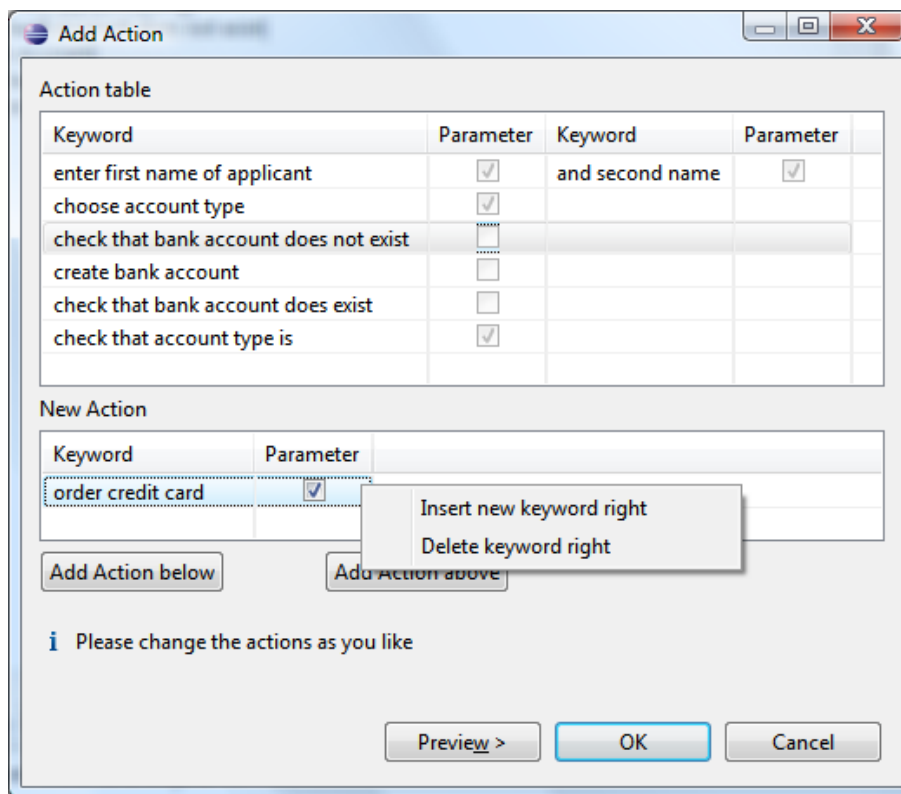 Add Action
Action table
Keyword Parameter Keyword Parameter
enter first name of applicant and second name
choose account type
check that bank account does not exist
create bank account
check that bank account does exist
check that account type is
New Action
Keyword Parameter
order credit card
Insert new keyword right
Delete keyword right
Add Action below Add Action above
i Please change the actions as you like
Preview > OK Cancel